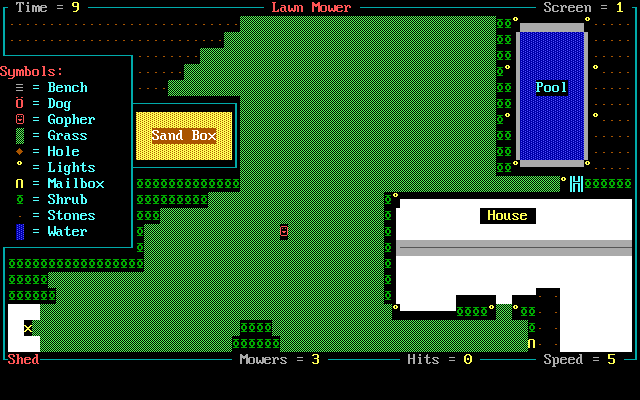 Time = 9 Lawn Mower Screen = 1
Symbols:
= Bench
= Dog
= Gopher
= Grass
= Hole
= Lights
= Mailbox
= Shrub
= Stones
= Water
Pool
Sand Box
House
Shed Mowers = 3 Hits = 0 Speed = 5